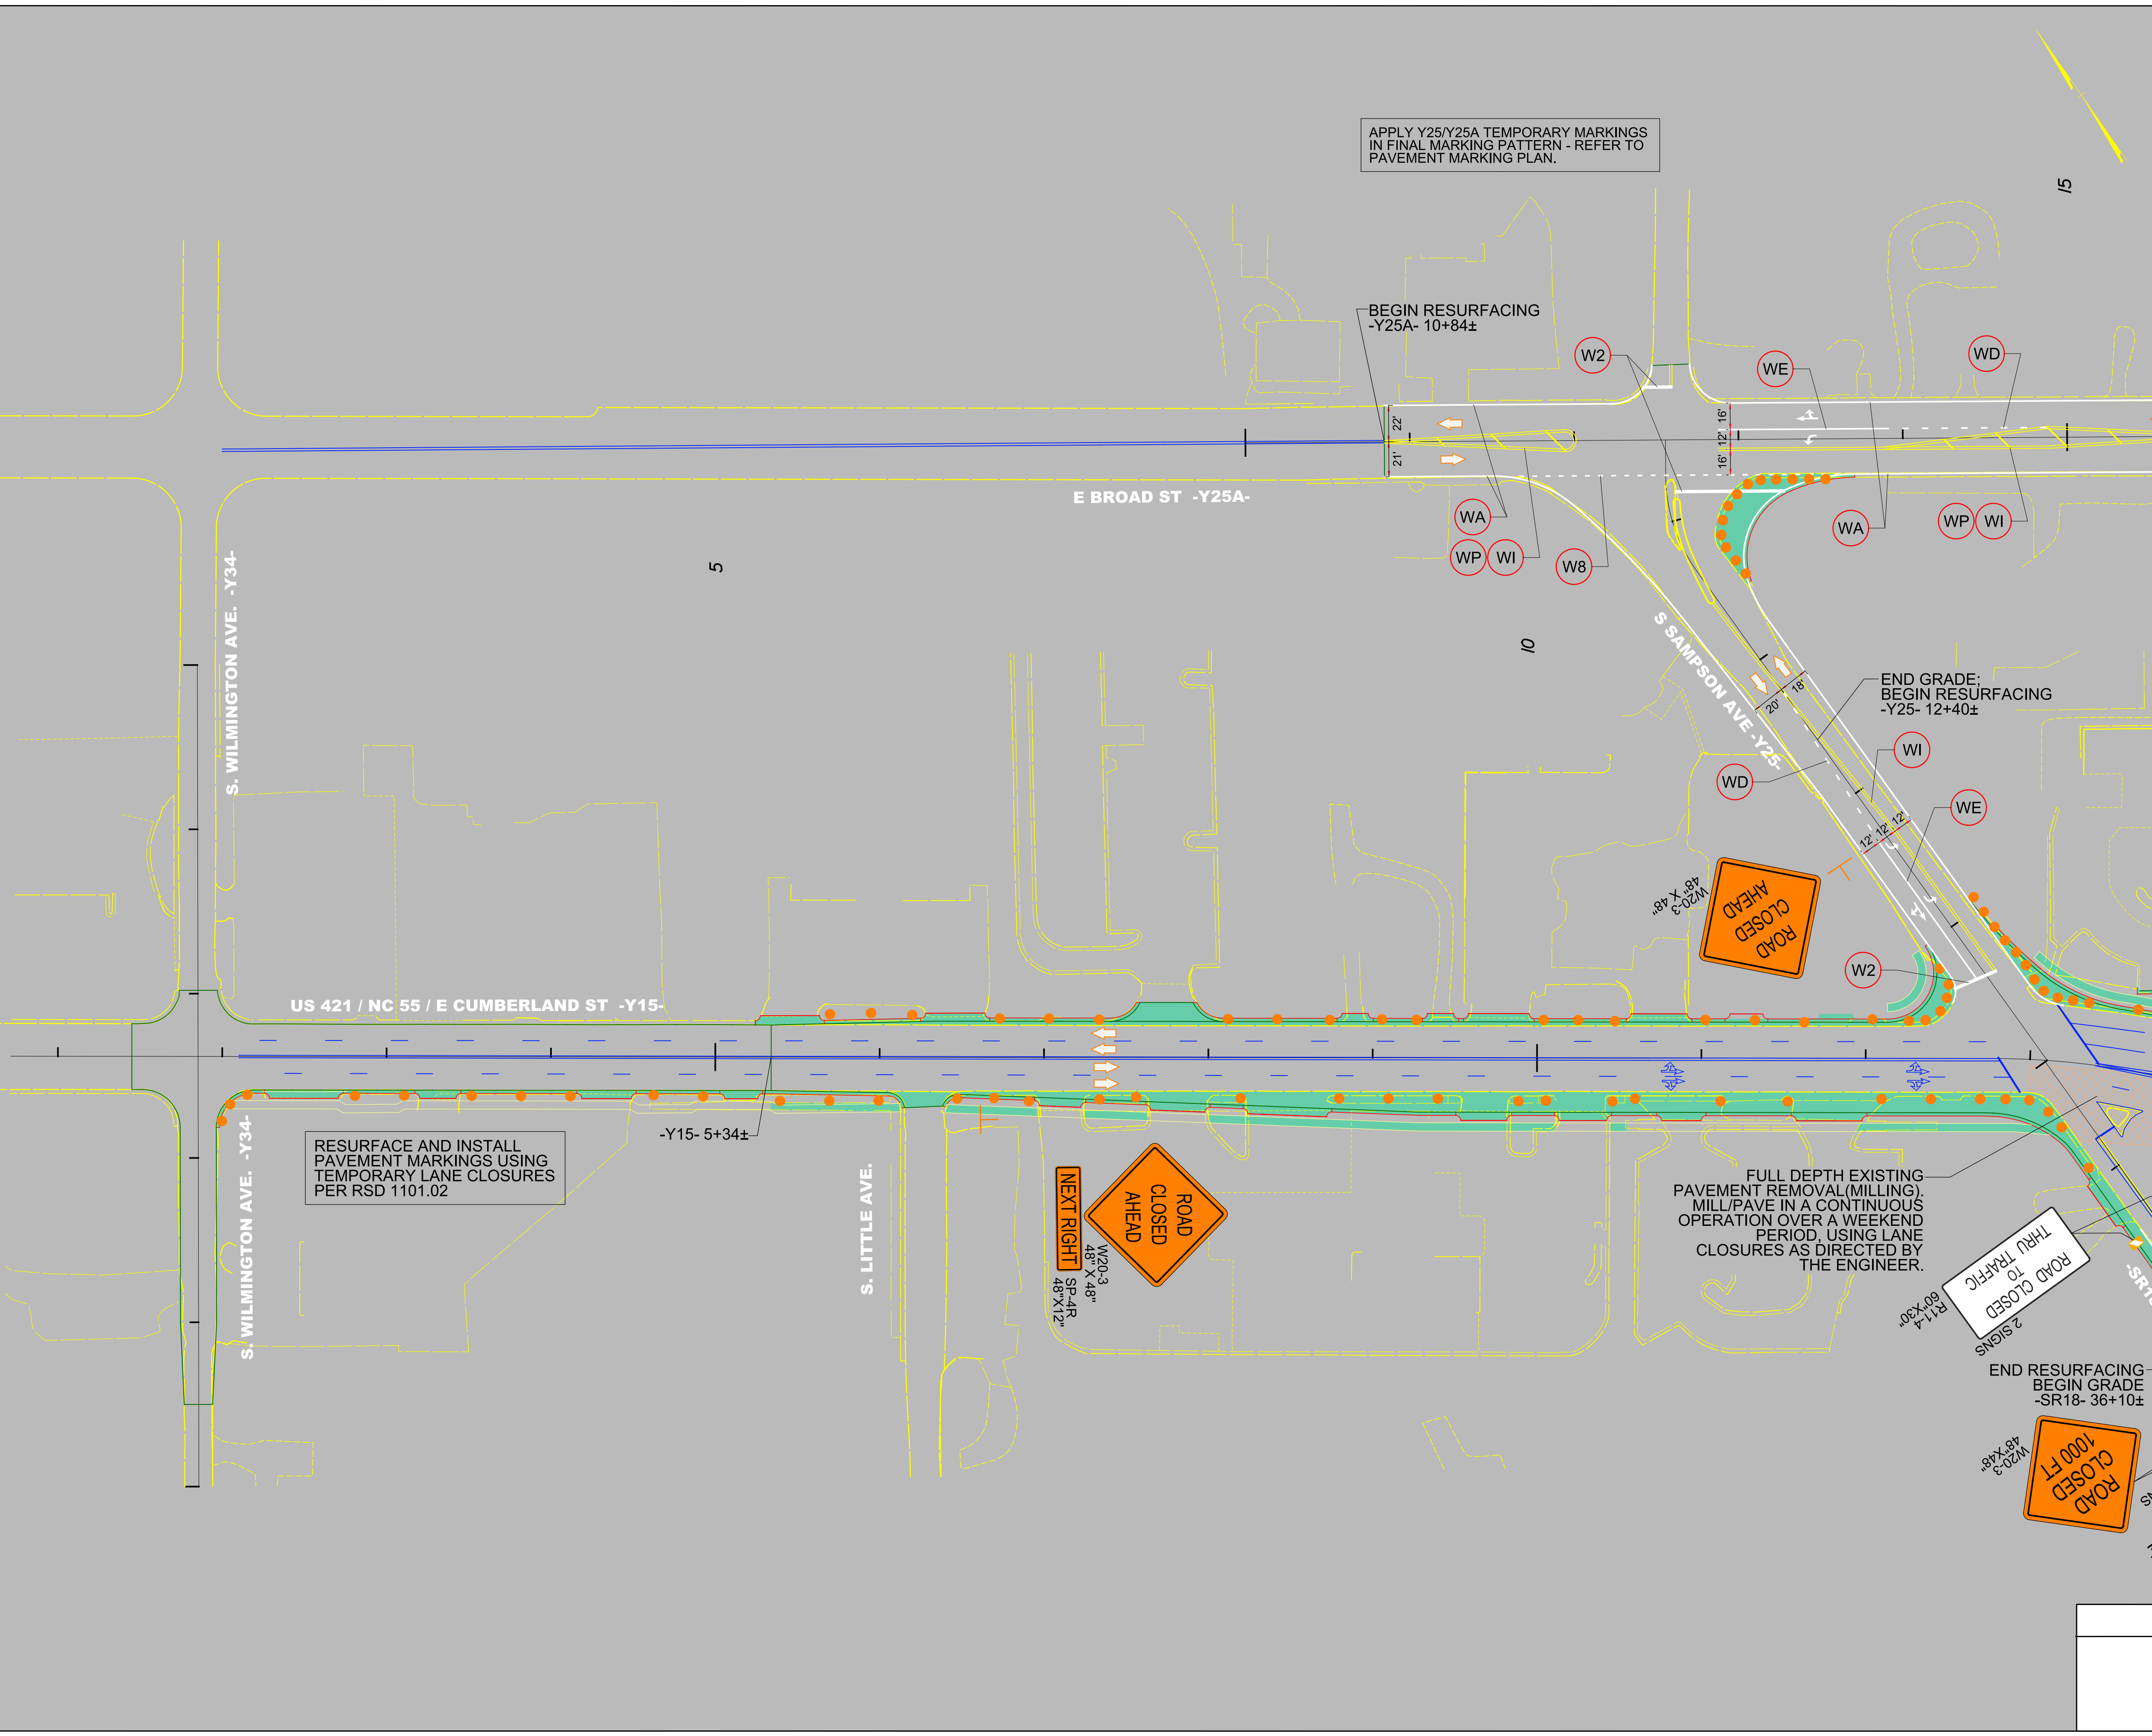 APPLY Y25/Y25A TEMPORARY MARKINGS
IN FINAL MARKING PATTERN - REFER TO
PAVEMENT MARKING PLAN.
15
BEGIN RESURFACING
-Y25A- 10+84±
W2
WE
WD
22'
21'
16'
12'
16'
E BROAD ST -Y25A-
WA
WP
WI
W8
WA
WP
WI
5
10
S. WILMINGTON AVE. -Y34-
S SAMPSON AVE -Y25-
20'
18'
END GRADE;
BEGIN RESURFACING
-Y25- 12+40±
WI
WD
WE
12'
12'
12'
ROAD
CLOSED
AHEAD
W20-3
48" X 48"
W2
US 421 / NC 55 / E CUMBERLAND ST -Y15-
-Y15- 5+34±
RESURFACE AND INSTALL
PAVEMENT MARKINGS USING
TEMPORARY LANE CLOSURES
PER RSD 1101.02
S. WILMINGTON AVE. -Y34-
S. LITTLE AVE.
ROAD
CLOSED
AHEAD
NEXT RIGHT
W20-3
48" X 48"
SP-4R
48"X12"
FULL DEPTH EXISTING
PAVEMENT REMOVAL(MILLING).
MILL/PAVE IN A CONTINUOUS
OPERATION OVER A WEEKEND
PERIOD, USING LANE
CLOSURES AS DIRECTED BY
THE ENGINEER.
ROAD CLOSED
TO
THRU TRAFFIC
R11-4
60"X30"
2 SIGNS
-SR18
END RESURFACING
BEGIN GRADE
-SR18- 36+10±
ROAD
CLOSED
1000 FT
W20-3
48"X48"